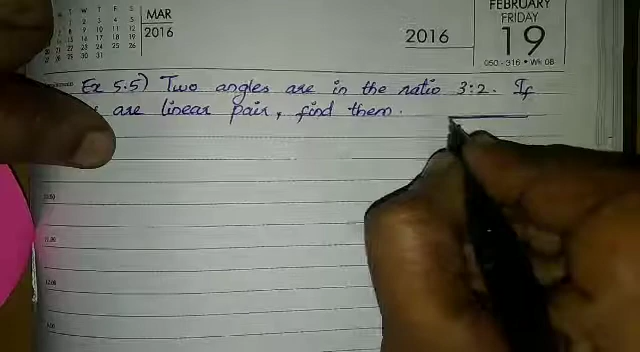 MAR
2016
2016
FEBRUARY
FRIDAY
19
050 - 316 • Wk 08
Ex 5.5) Two angles are in the ratio 3:2. If
are linear pair, find them.